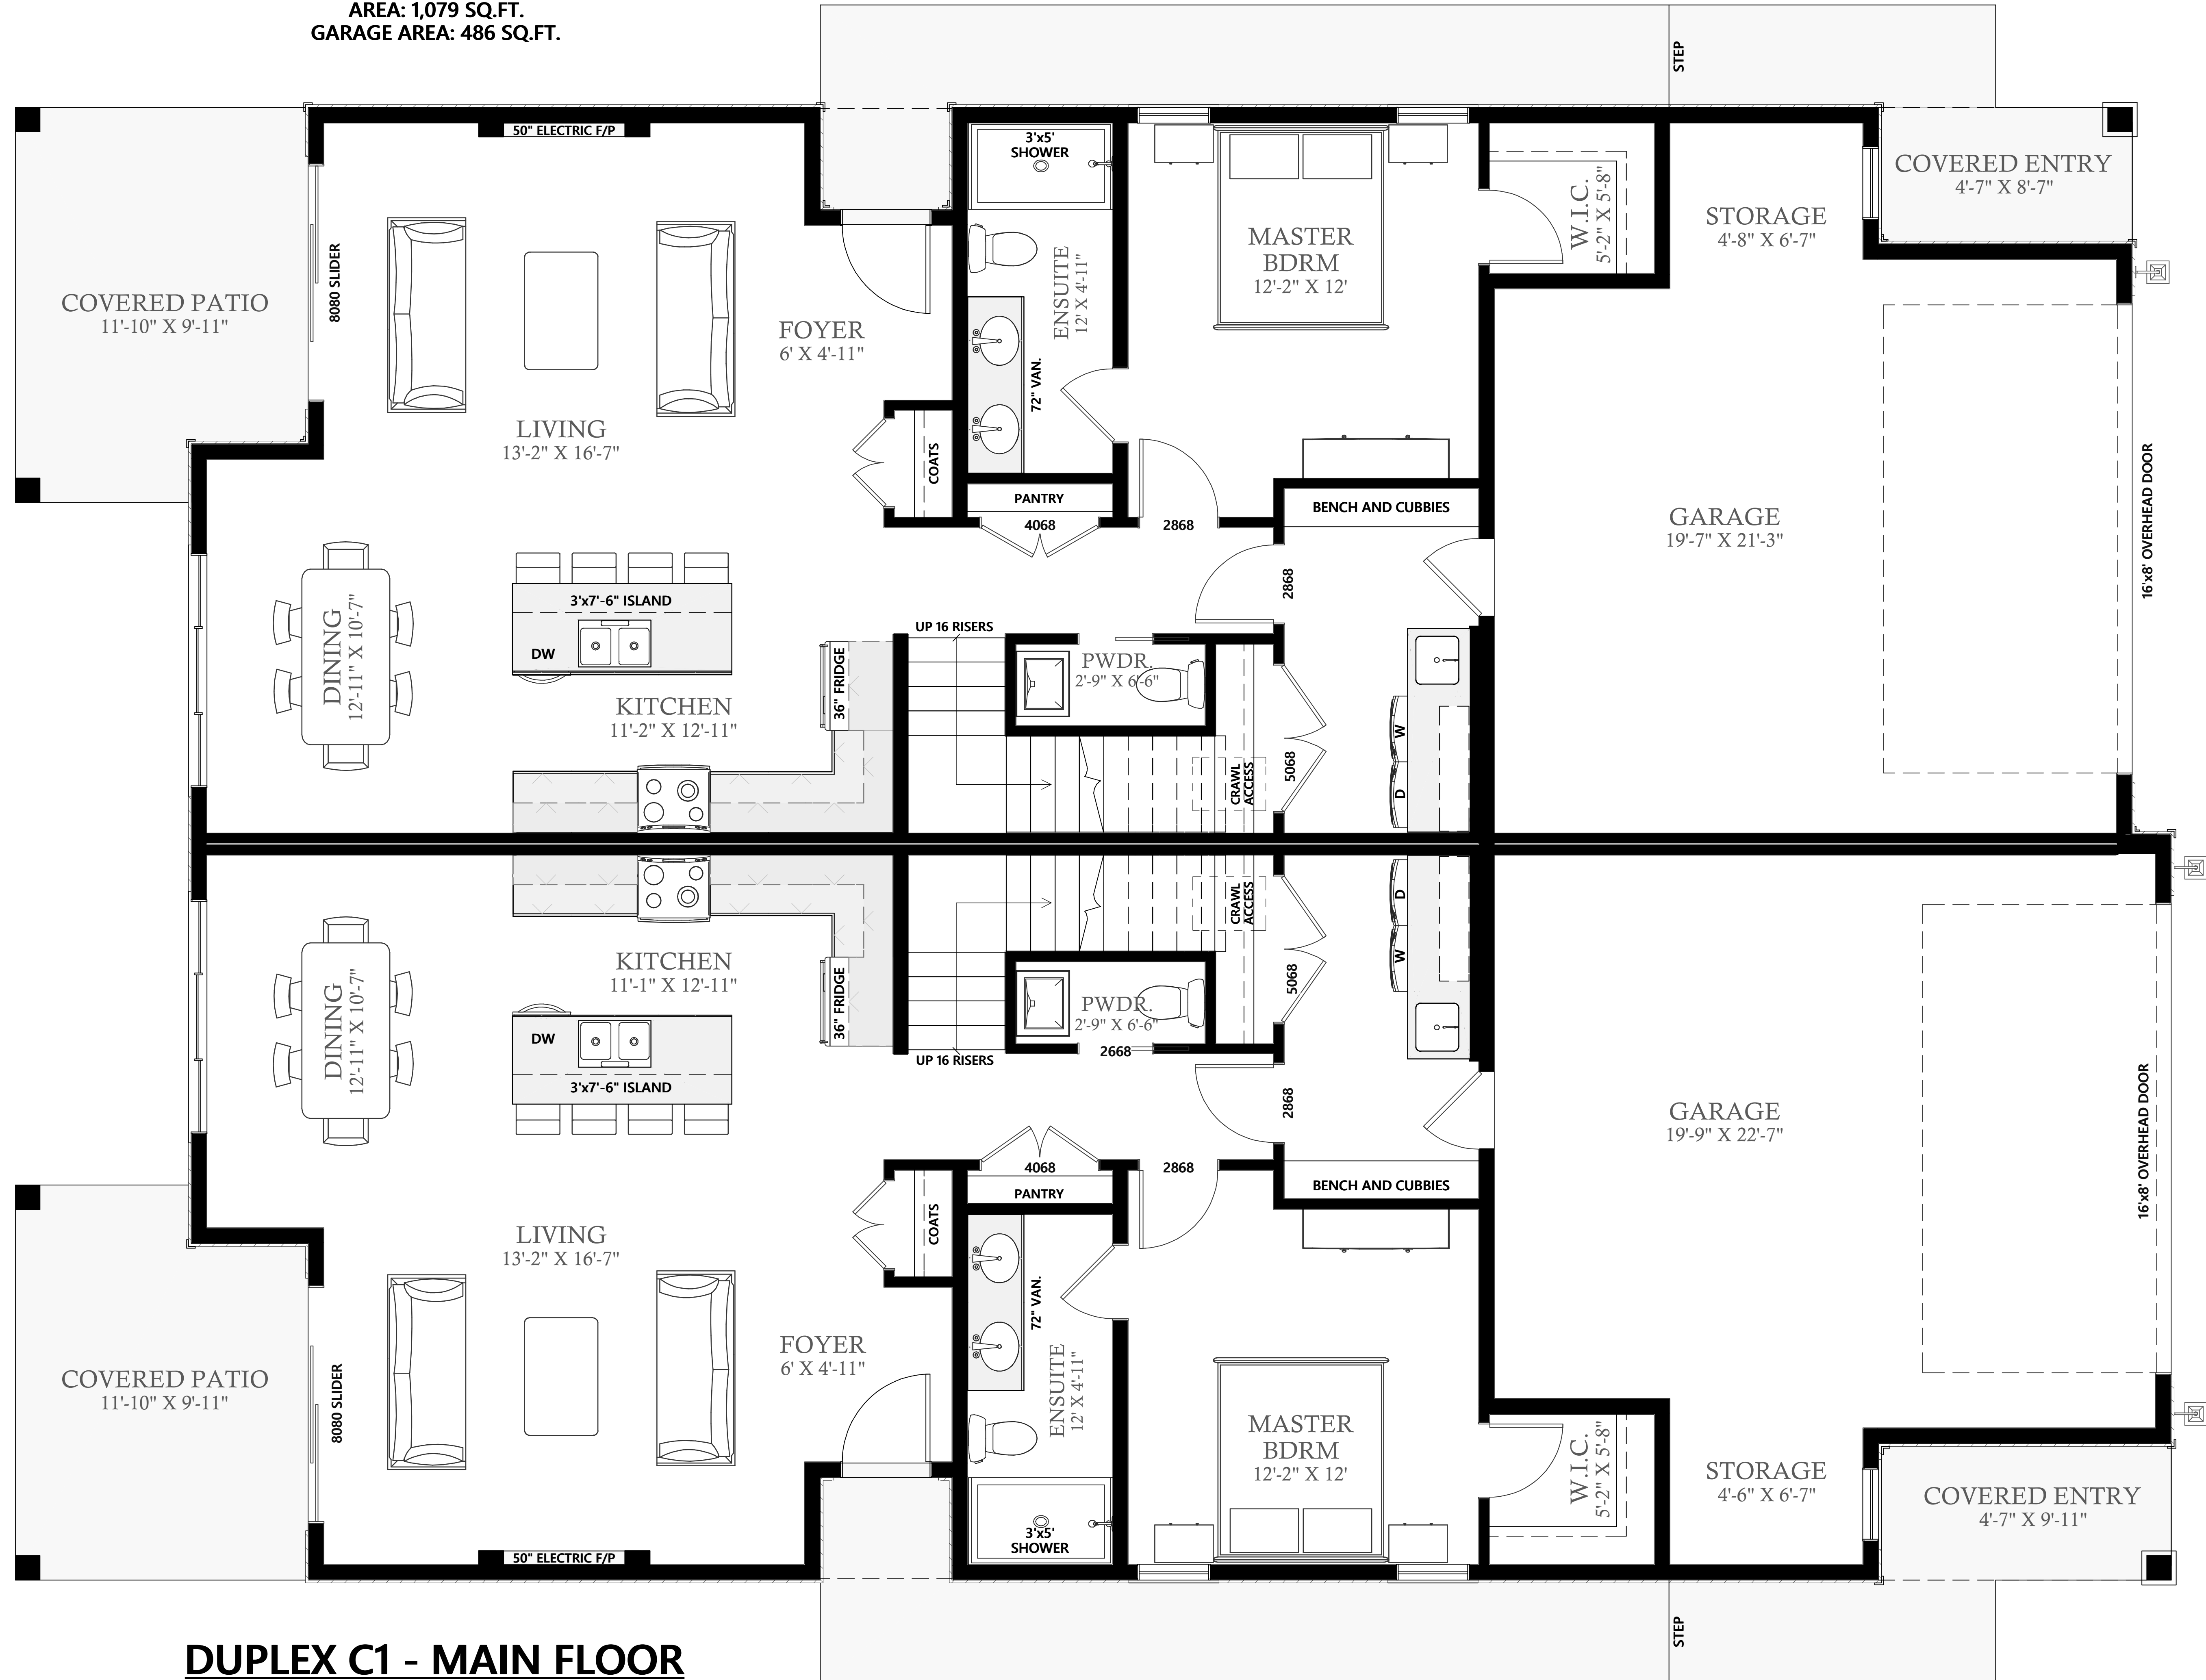 AREA: 1,079 SQ.FT.
GARAGE AREA: 486 SQ.FT.
STEP
50" ELECTRIC F/P
3'x5'
SHOWER
COVERED ENTRY
4'-7" X 8'-7"
W.I.C.
5'-2" X 5'-8"
STORAGE
4'-8" X 6'-7"
MASTER
BDRM
12'-2" X 12'
ENSUITE
12' X 4'-11"
8080 SLIDER
COVERED PATIO
11'-10" X 9'-11"
FOYER
6' X 4'-11"
72" VAN.
LIVING
13'-2" X 16'-7"
COATS
PANTRY
4068
2868
BENCH AND CUBBIES
GARAGE
19'-7" X 21'-3"
16'x8' OVERHEAD DOOR
2868
3'x7'-6" ISLAND
DW
DINING
12'-11" X 10'-7"
UP 16 RISERS
PWDR.
2'-9" X 6'-6"
36" FRIDGE
KITCHEN
11'-2" X 12'-11"
W
D
5068
CRAWL
ACCESS
CRAWL
ACCESS
D
W
5068
KITCHEN
11'-1" X 12'-11"
36" FRIDGE
PWDR.
2'-9" X 6'-6"
2668
UP 16 RISERS
DW
3'x7'-6" ISLAND
DINING
12'-11" X 10'-7"
2868
GARAGE
19'-9" X 22'-7"
16'x8' OVERHEAD DOOR
4068
2868
PANTRY
BENCH AND CUBBIES
COATS
LIVING
13'-2" X 16'-7"
72" VAN.
FOYER
6' X 4'-11"
COVERED PATIO
11'-10" X 9'-11"
8080 SLIDER
ENSUITE
12' X 4'-11"
MASTER
BDRM
12'-2" X 12'
W.I.C.
5'-2" X 5'-8"
STORAGE
4'-6" X 6'-7"
COVERED ENTRY
4'-7" X 9'-11"
3'x5'
SHOWER
50" ELECTRIC F/P
STEP
DUPLEX C1 - MAIN FLOOR